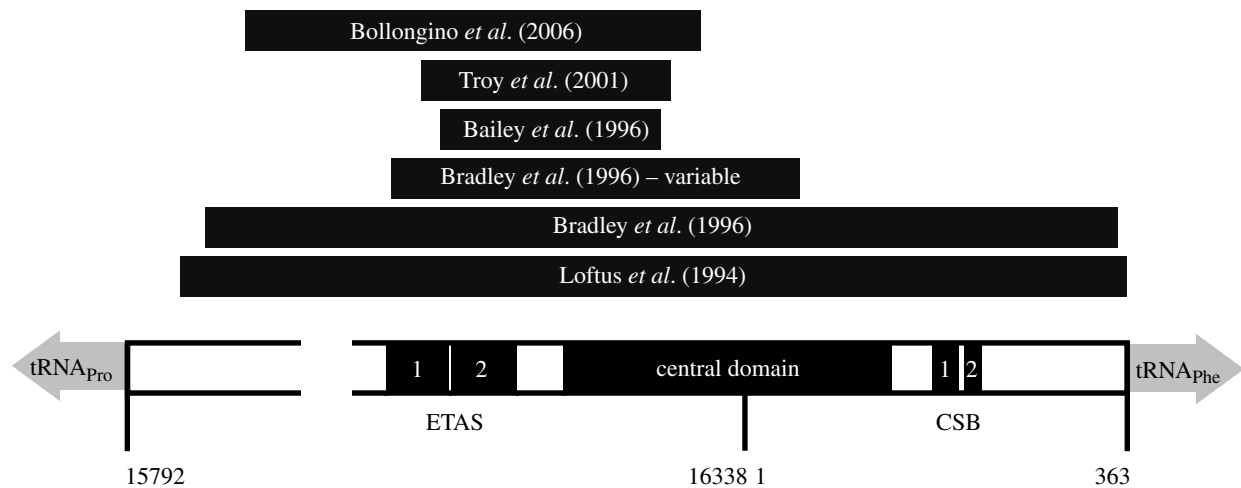 Bollongino et al. (2006)
Troy et al. (2001)
Bailey et al. (1996)
Bradley et al. (1996) – variable
Bradley et al. (1996)
Loftus et al. (1994)
tRNAPro 1 2 central domain 1 2 tRNAPhe
ETAS CSB
15792 16338 1 363